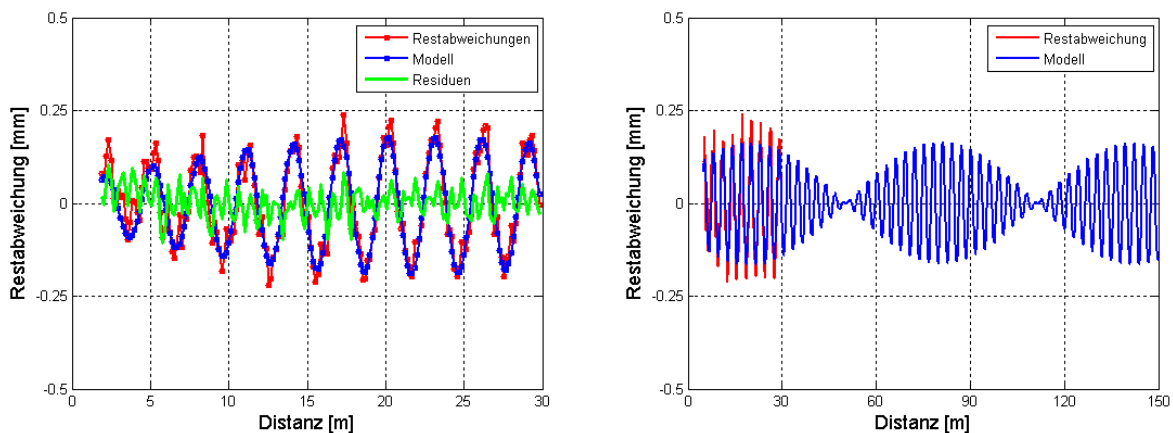 0.5
0.25
0
-0.25
-0.5
Restabweichung [mm]
Restabweichungen
Modell
Residuen
0 5 10 15 20 25 30
Distanz [m]
0.5
0.25
0
-0.25
-0.5
Restabweichung [mm]
Restabweichung
Modell
0 30 60 90 120 150
Distanz [m]